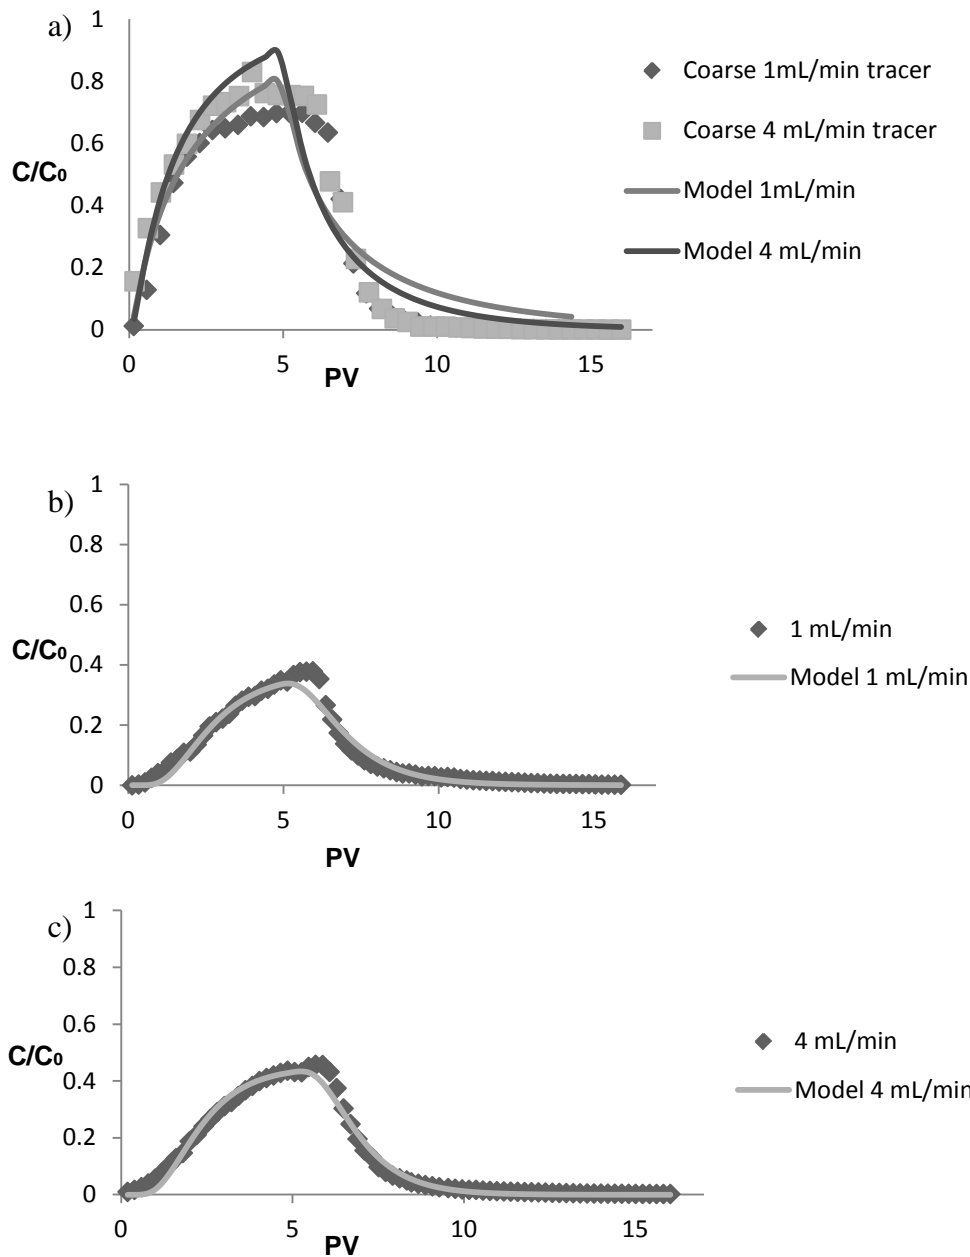 a)
1
0.8
0.6
C/C₀
0.4
0.2
0
0 5 10 15
PV
Coarse 1mL/min tracer
Coarse 4 mL/min tracer
Model 1mL/min
Model 4 mL/min
b)
1
0.8
0.6
C/C₀
0.4
0.2
0
0 5 10 15
PV
1 mL/min
Model 1 mL/min
c)
1
0.8
0.6
C/C₀
0.4
0.2
0
0 5 10 15
PV
4 mL/min
Model 4 mL/min